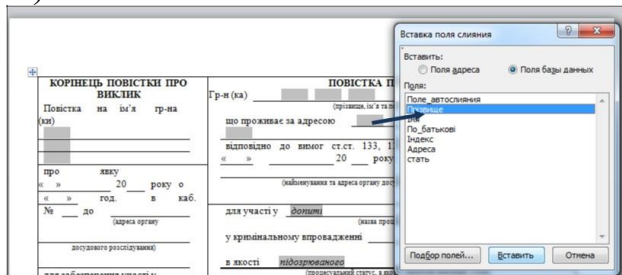 КОРІНЕЦЬ ПОВІСТКИ ПРО
ВИКЛИК
Повістка на ім'я гр-на
(ки)
про явку
« » 20 року о
« » год. в каб.
№ до
(адреса органу
досудового розслідування)
ПОВІСТКА П
Гр-н (ка)
(прізвище, ім'я та по
що проживає за адресою
відповідно до вимог ст.ст. 133, 1
« » 20 року
(найменування та адреса органу дос
для участі у допиті
(назва проц
у кримінальному впровадженні
в якості підозрюваного
(процесуальний статус, в яко
Вставка поля слияния
Вставить:
Поля адреса
Поля базы данных
Поля:
Поле_автослияния
Ім'я
По_батькові
Індекс
Адреса
стать
Подбор полей...
Вставить
Отмена